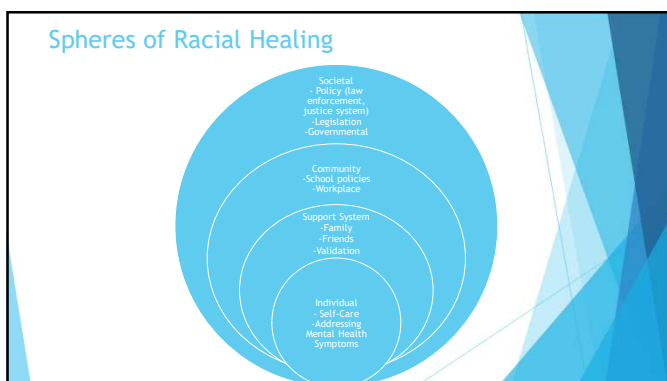 Spheres of Racial Healing
Societal
- Policy (law
enforcement,
justice system)
-Legislation
-Governmental
Community
-School policies
-Workplace
Support System
-Family
-Friends
-Validation
Individual
- Self-Care
-Addressing
Mental Health
Symptoms